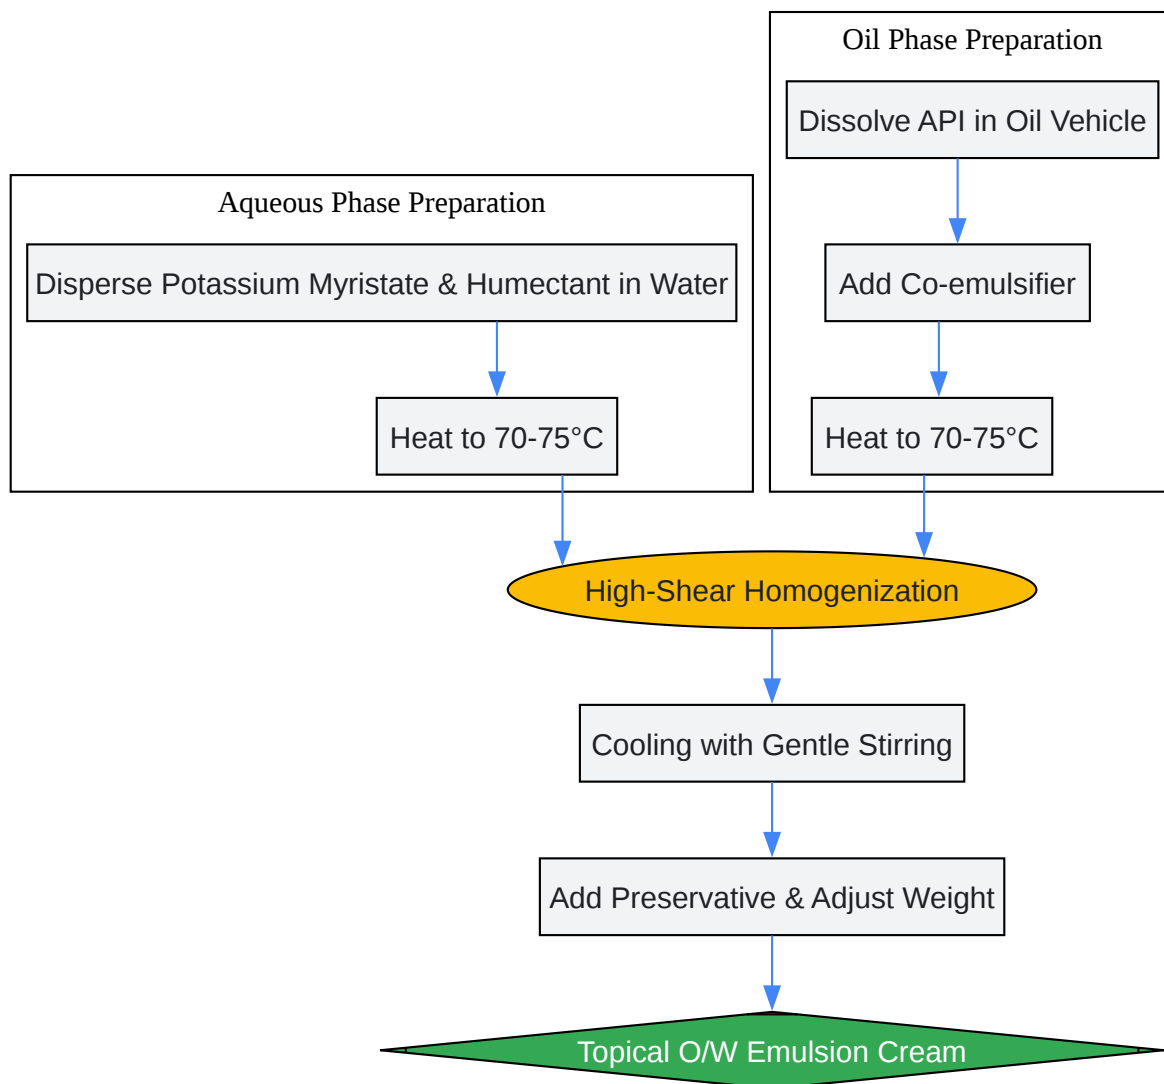 Oil Phase Preparation
Dissolve API in Oil Vehicle
Aqueous Phase Preparation
Disperse Potassium Myristate & Humectant in Water
Add Co-emulsifier
Heat to 70-75°C
Heat to 70-75°C
High-Shear Homogenization
Cooling with Gentle Stirring
Add Preservative & Adjust Weight
Topical O/W Emulsion Cream